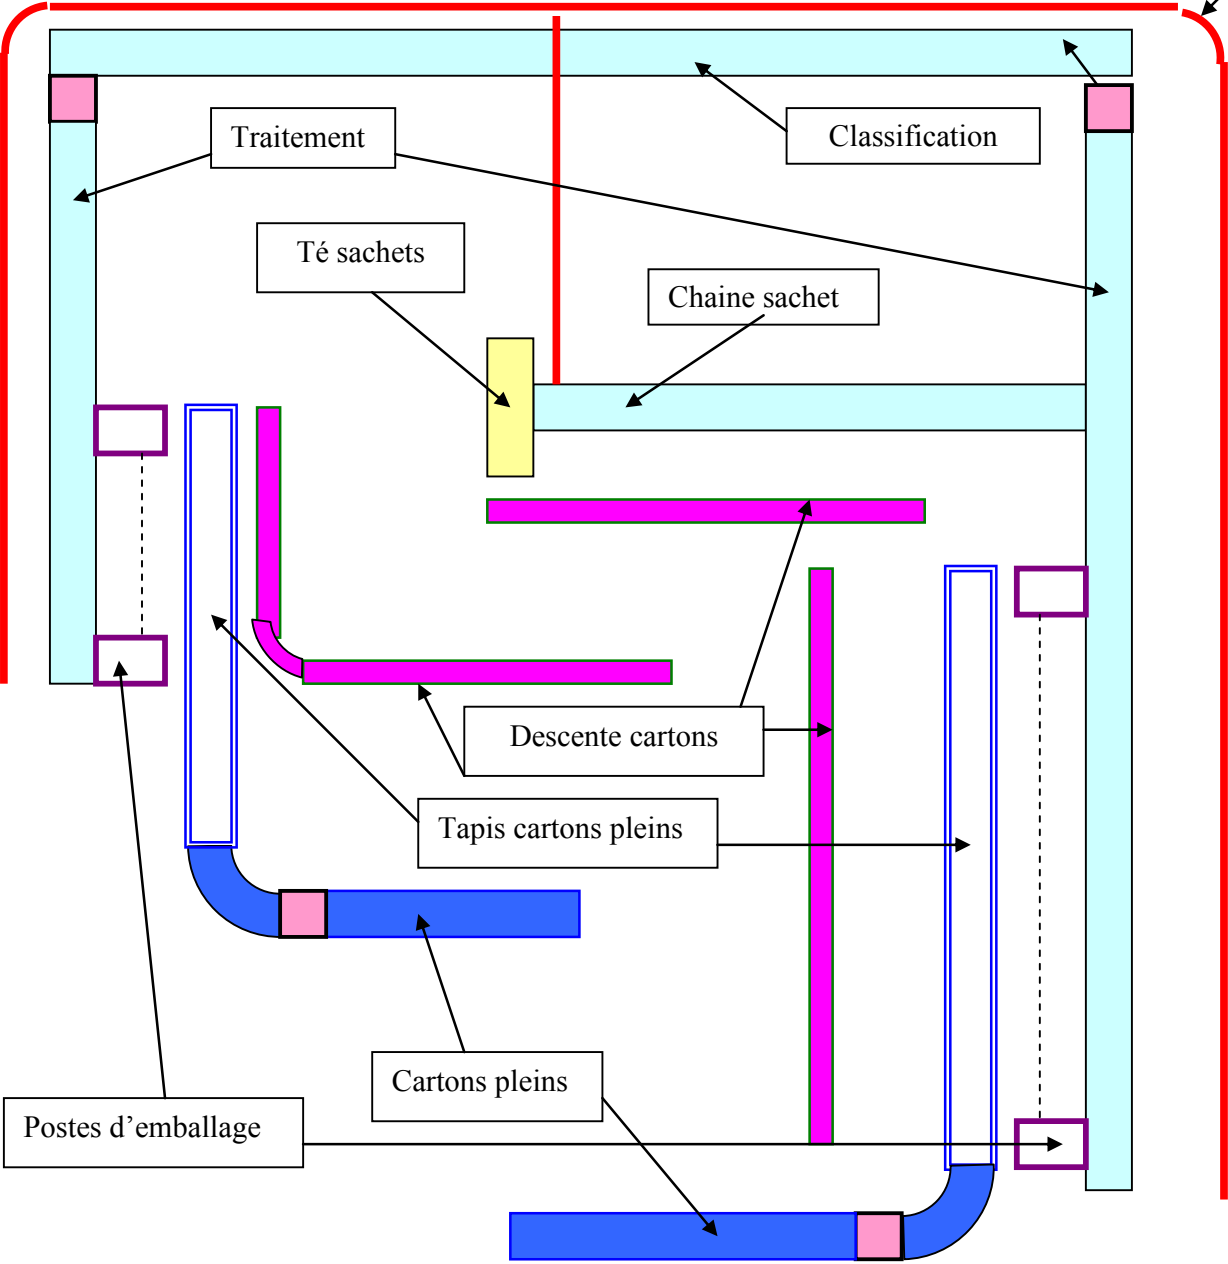 Traitement
Classification
Té sachets
Chaine sachet
Descente cartons
Tapis cartons pleins
Cartons pleins
Postes d’emballage